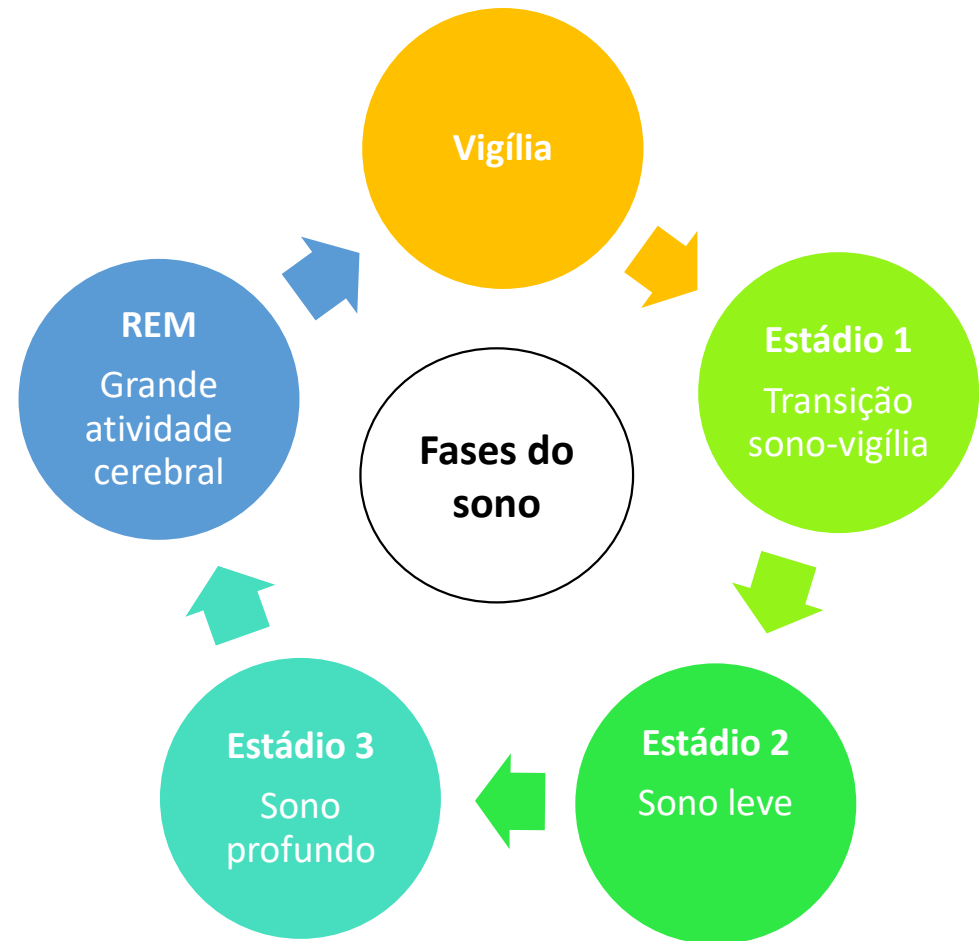 Vigília
Estádio 1
Transição
sono-vigília
Estádio 2
Sono leve
Estádio 3
Sono
profundo
REM
Grande
atividade
cerebral
Fases do
sono